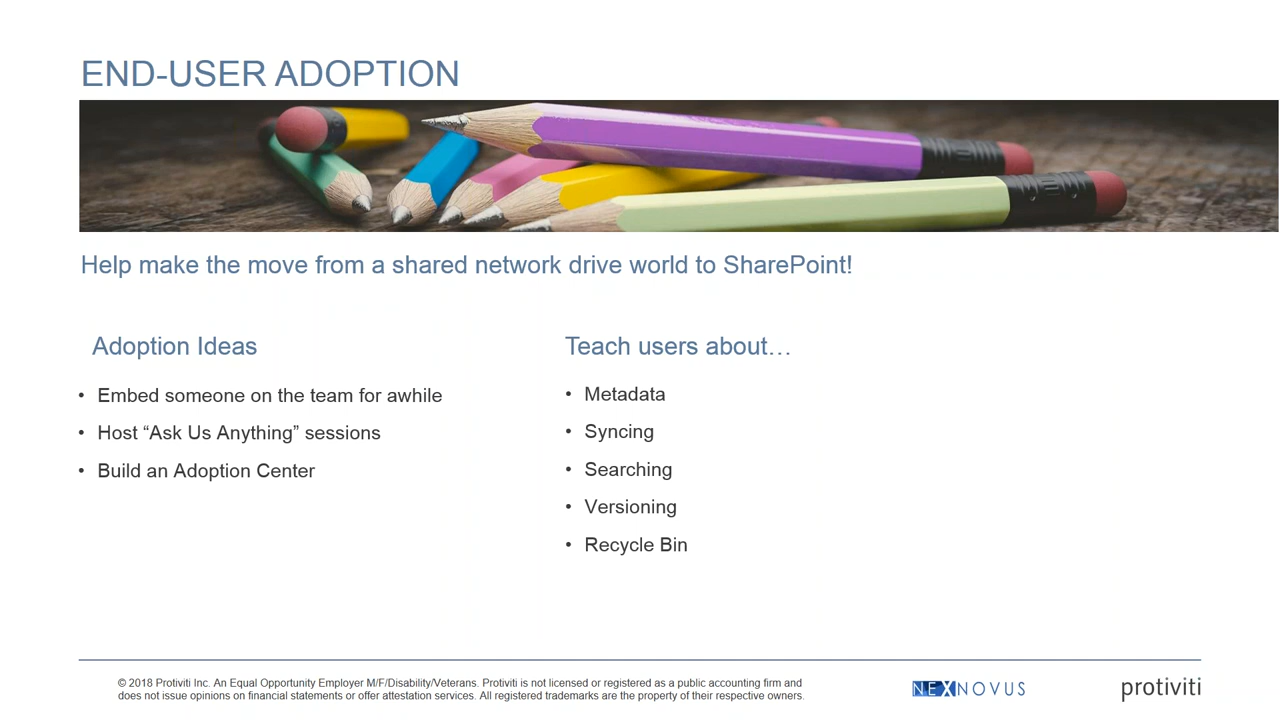 END-USER ADOPTION
Help make the move from a shared network drive world to SharePoint!
Adoption Ideas
• Embed someone on the team for awhile
• Host “Ask Us Anything” sessions
• Build an Adoption Center
Teach users about…
• Metadata
• Syncing
• Searching
• Versioning
• Recycle Bin
© 2018 Protiviti Inc. An Equal Opportunity Employer M/F/Disability/Veterans. Protiviti is not licensed or registered as a public accounting firm and
does not issue opinions on financial statements or offer attestation services. All registered trademarks are the property of their respective owners.
NEXNOVUS
protiviti